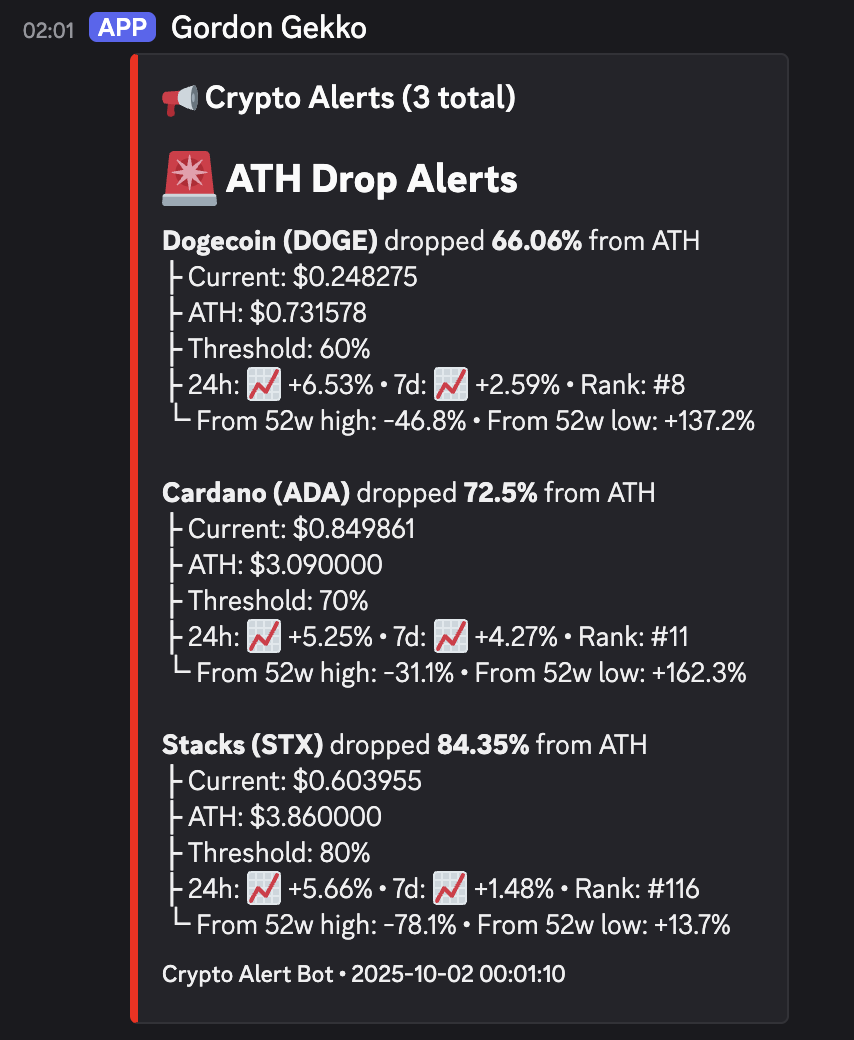 02:01 APP Gordon Gekko
📣 Crypto Alerts (3 total)
🚨 ATH Drop Alerts
Dogecoin (DOGE) dropped 66.06% from ATH
├ Current: $0.248275
├ ATH: $0.731578
├ Threshold: 60%
├ 24h: 📈 +6.53% • 7d: 📈 +2.59% • Rank: #8
└ From 52w high: -46.8% • From 52w low: +137.2%
Cardano (ADA) dropped 72.5% from ATH
├ Current: $0.849861
├ ATH: $3.090000
├ Threshold: 70%
├ 24h: 📈 +5.25% • 7d: 📈 +4.27% • Rank: #11
└ From 52w high: -31.1% • From 52w low: +162.3%
Stacks (STX) dropped 84.35% from ATH
├ Current: $0.603955
├ ATH: $3.860000
├ Threshold: 80%
├ 24h: 📈 +5.66% • 7d: 📈 +1.48% • Rank: #116
└ From 52w high: -78.1% • From 52w low: +13.7%
Crypto Alert Bot • 2025-10-02 00:01:10